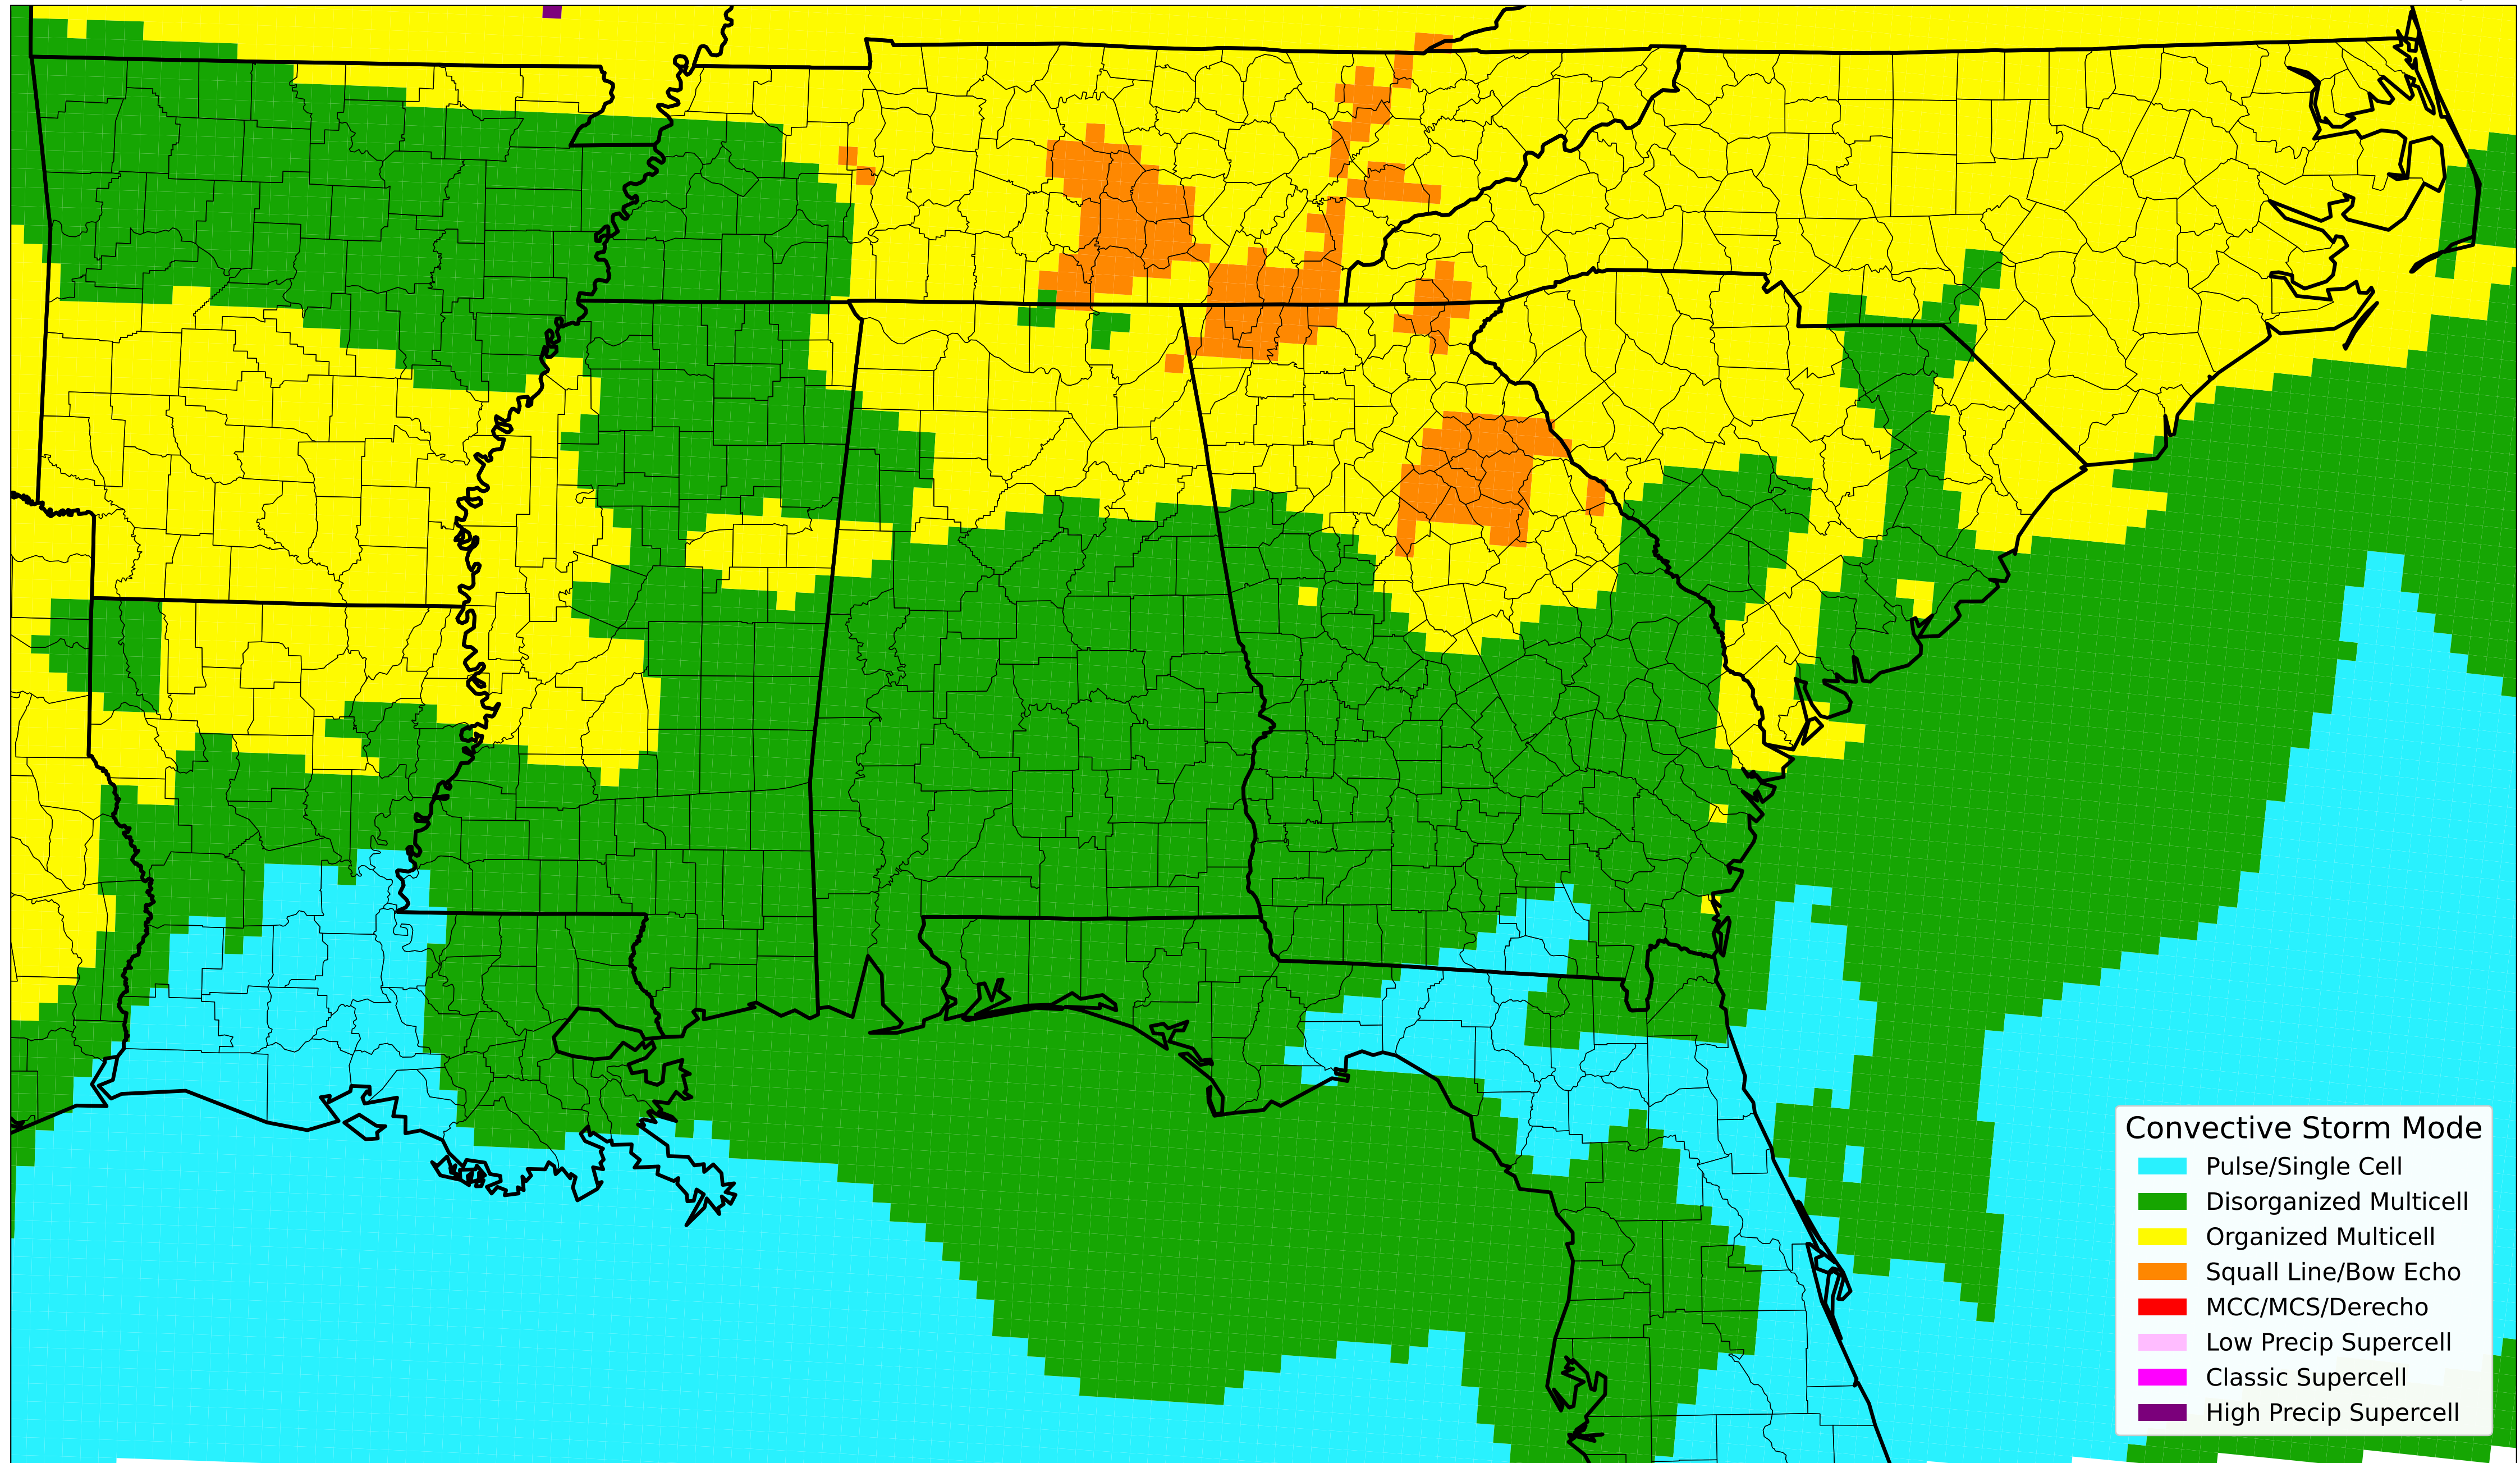 Convective Storm Mode
Pulse/Single Cell
Disorganized Multicell
Organized Multicell
Squall Line/Bow Echo
MCC/MCS/Derecho
Low Precip Supercell
Classic Supercell
High Precip Supercell